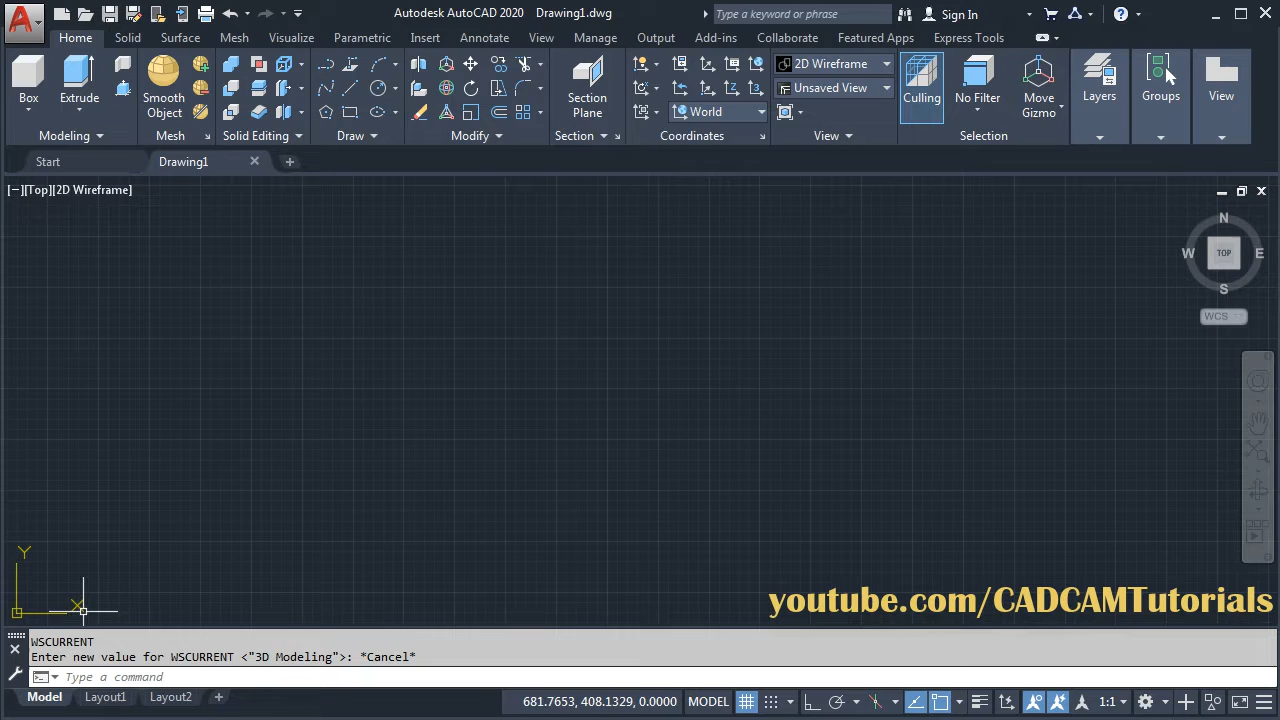 Autodesk AutoCAD 2020 Drawing1.dwg
Type a keyword or phrase
Sign In
Home Solid Surface Mesh Visualize Parametric Insert Annotate View Manage Output Add-ins Collaborate Featured Apps Express Tools
2D Wireframe
Unsaved View
World
Box
Extrude
Smooth
Object
Section
Plane
Culling
No Filter
Move
Gizmo
Layers
Groups
View
Modeling
Mesh
Solid Editing
Draw
Modify
Section
Coordinates
View
Selection
Start
Drawing1
[−][Top][2D Wireframe]
N
W
TOP
E
S
WCS
Y
X
youtube.com/CADCAMTutorials
WSCURRENT
Enter new value for WSCURRENT <"3D Modeling">: *Cancel*
Type a command
Model Layout1 Layout2 +
681.7653, 408.1329, 0.0000 MODEL
1:1